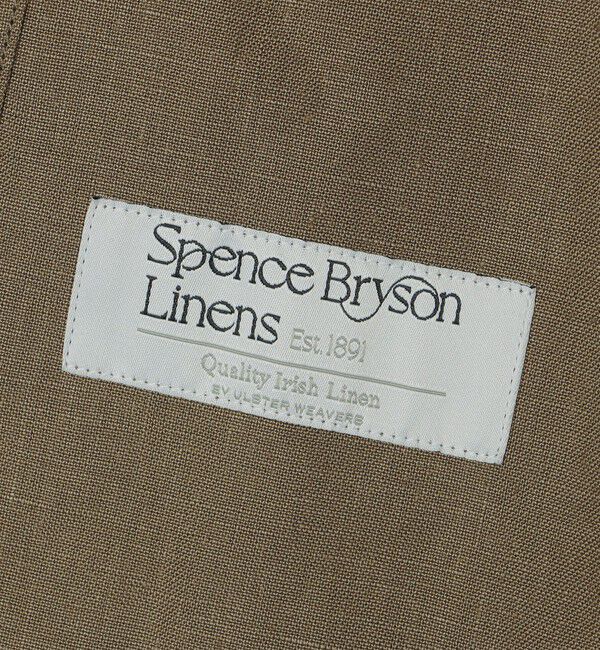 Spence Bryson
Linens Est.1891
Quality Irish Linen
BY ULSTER WEAVERS